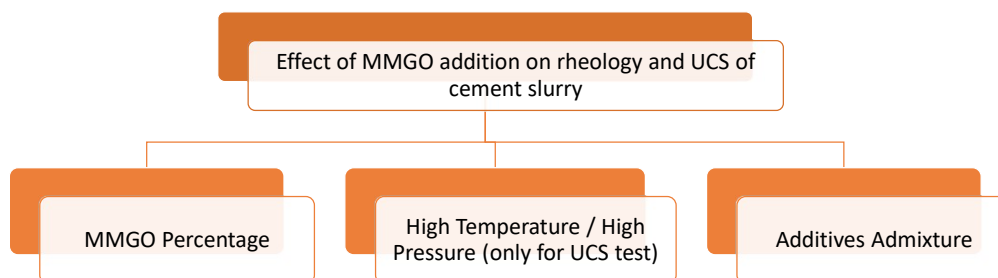 Effect of MMGO addition on rheology and UCS of
cement slurry
MMGO Percentage
High Temperature / High
Pressure (only for UCS test)
Additives Admixture